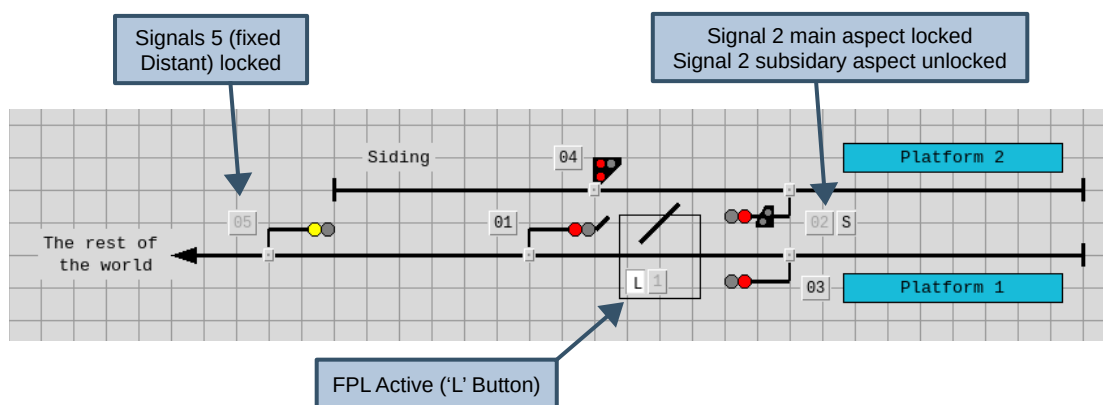 Signals 5 (fixed
Distant) locked
Signal 2 main aspect locked
Signal 2 subsidary aspect unlocked
Siding
04
Platform 2
05
01
02 S
The rest of
the world
L 1
03
Platform 1
FPL Active (‘L’ Button)